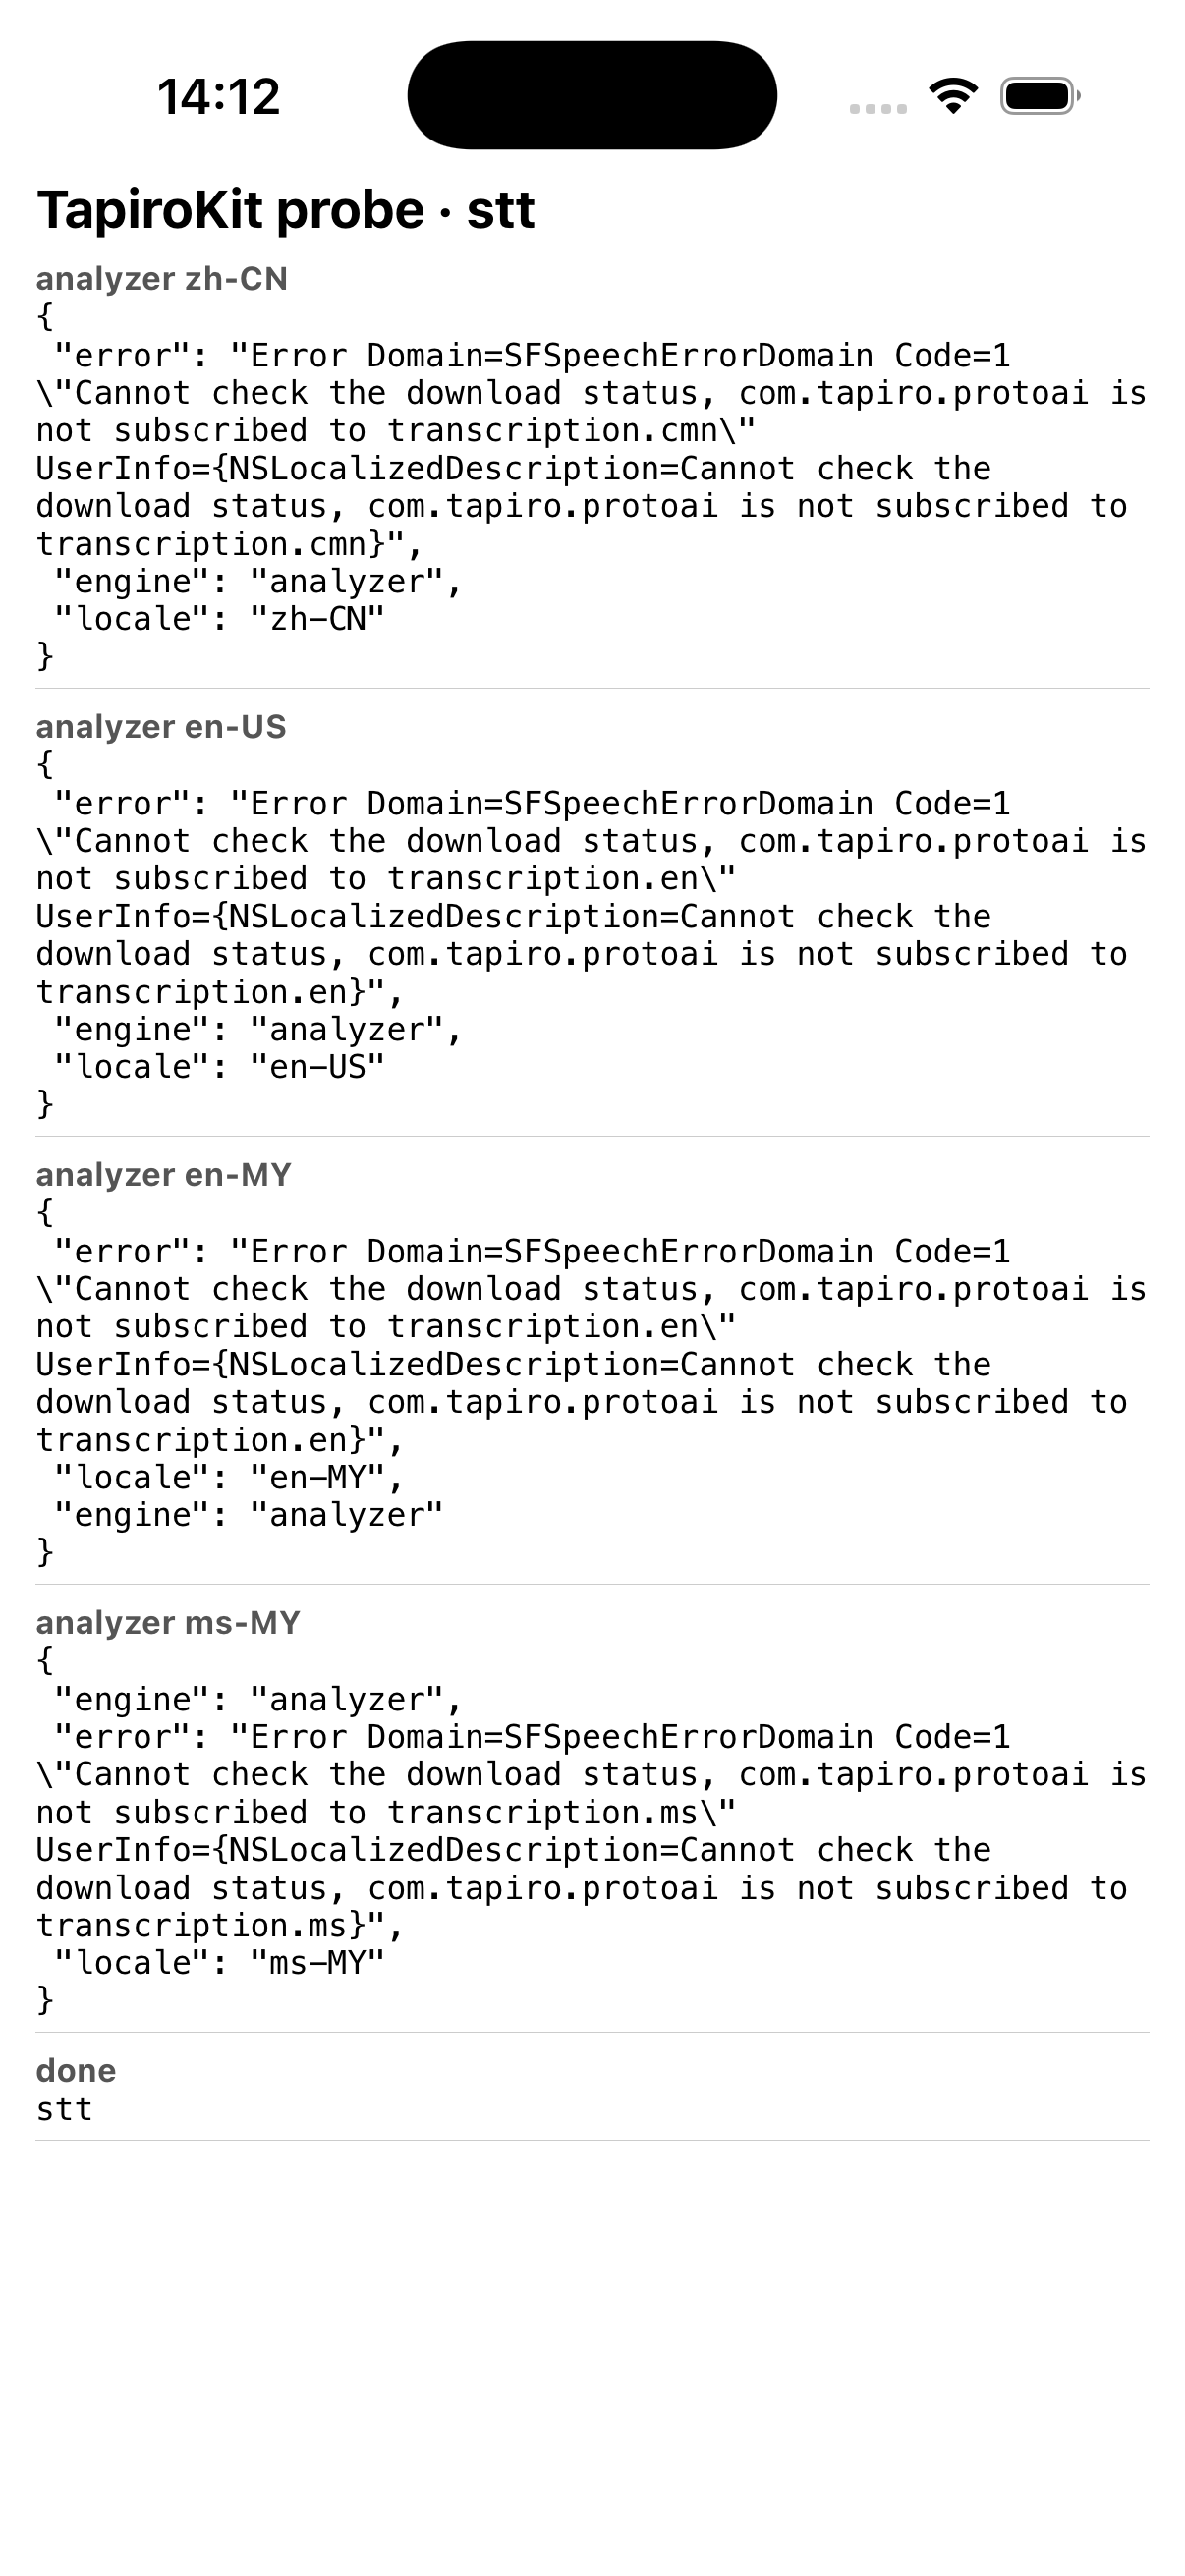 14:12
TapiroKit probe · stt
analyzer zh-CN
{
 "error": "Error Domain=SFSpeechErrorDomain Code=1
\"Cannot check the download status, com.tapiro.protoai is
not subscribed to transcription.cmn\"
UserInfo={NSLocalizedDescription=Cannot check the
download status, com.tapiro.protoai is not subscribed to
transcription.cmn}",
 "engine": "analyzer",
 "locale": "zh-CN"
}
analyzer en-US
{
 "error": "Error Domain=SFSpeechErrorDomain Code=1
\"Cannot check the download status, com.tapiro.protoai is
not subscribed to transcription.en\"
UserInfo={NSLocalizedDescription=Cannot check the
download status, com.tapiro.protoai is not subscribed to
transcription.en}",
 "engine": "analyzer",
 "locale": "en-US"
}
analyzer en-MY
{
 "error": "Error Domain=SFSpeechErrorDomain Code=1
\"Cannot check the download status, com.tapiro.protoai is
not subscribed to transcription.en\"
UserInfo={NSLocalizedDescription=Cannot check the
download status, com.tapiro.protoai is not subscribed to
transcription.en}",
 "locale": "en-MY",
 "engine": "analyzer"
}
analyzer ms-MY
{
 "engine": "analyzer",
 "error": "Error Domain=SFSpeechErrorDomain Code=1
\"Cannot check the download status, com.tapiro.protoai is
not subscribed to transcription.ms\"
UserInfo={NSLocalizedDescription=Cannot check the
download status, com.tapiro.protoai is not subscribed to
transcription.ms}",
 "locale": "ms-MY"
}
done
stt